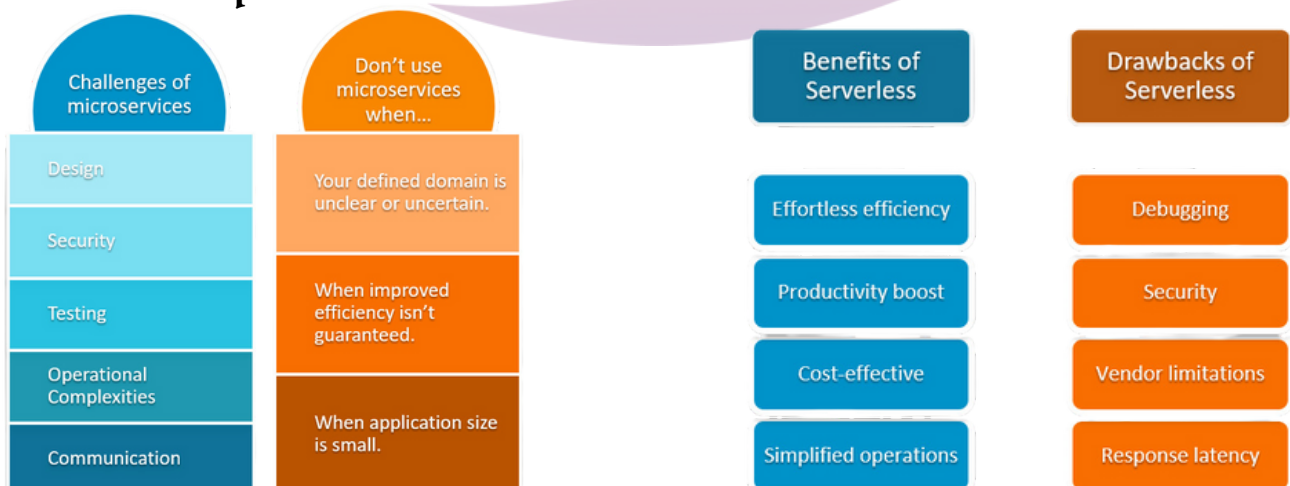 Challenges of
microservices
Design
Security
Testing
Operational
Complexities
Communication
Don't use
microservices
when...
Your defined domain is
unclear or uncertain.
When improved
efficiency isn't
guaranteed.
When application size
is small.
Benefits of
Serverless
Effortless efficiency
Productivity boost
Cost-effective
Simplified operations
Drawbacks of
Serverless
Debugging
Security
Vendor limitations
Response latency